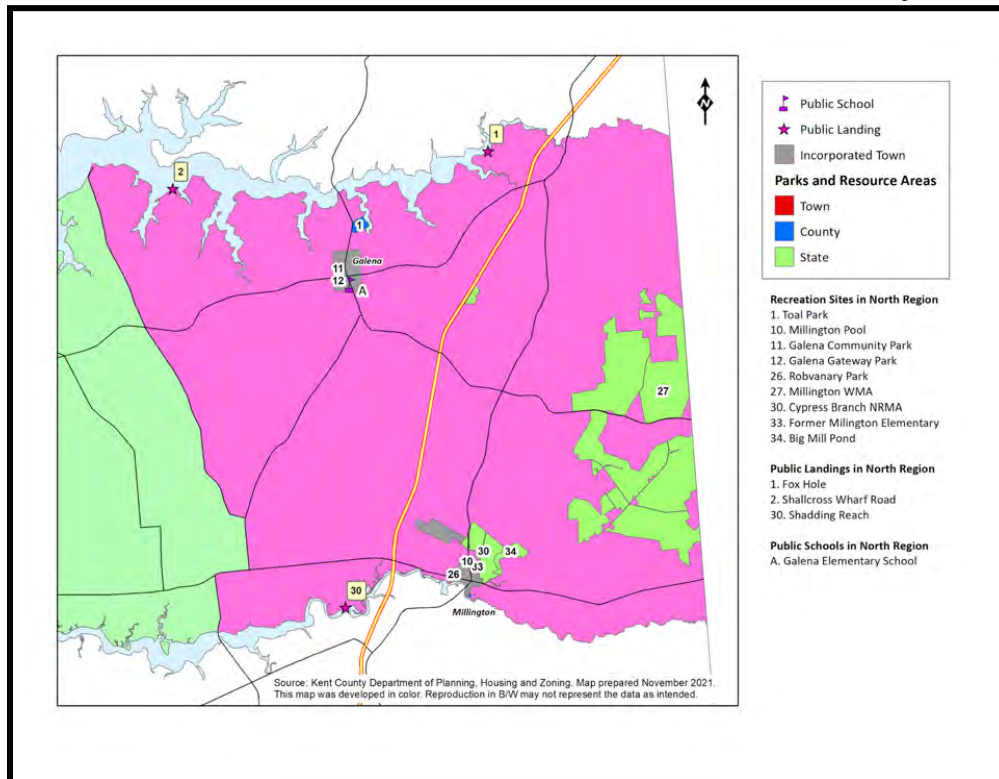 1
2
1
Galena
11
12
A
27
30
34
10
33
26
30
Millington
Source: Kent County Department of Planning, Housing and Zoning. Map prepared November 2021.
This map was developed in color. Reproduction in B/W may not represent the data as intended.
N
Public School
Public Landing
Incorporated Town
Parks and Resource Areas
Town
County
State
Recreation Sites in North Region
1. Toal Park
10. Millington Pool
11. Galena Community Park
12. Galena Gateway Park
26. Robvanary Park
27. Millington WMA
30. Cypress Branch NRMA
33. Former Milington Elementary
34. Big Mill Pond
Public Landings in North Region
1. Fox Hole
2. Shallcross Wharf Road
30. Shadding Reach
Public Schools in North Region
A. Galena Elementary School